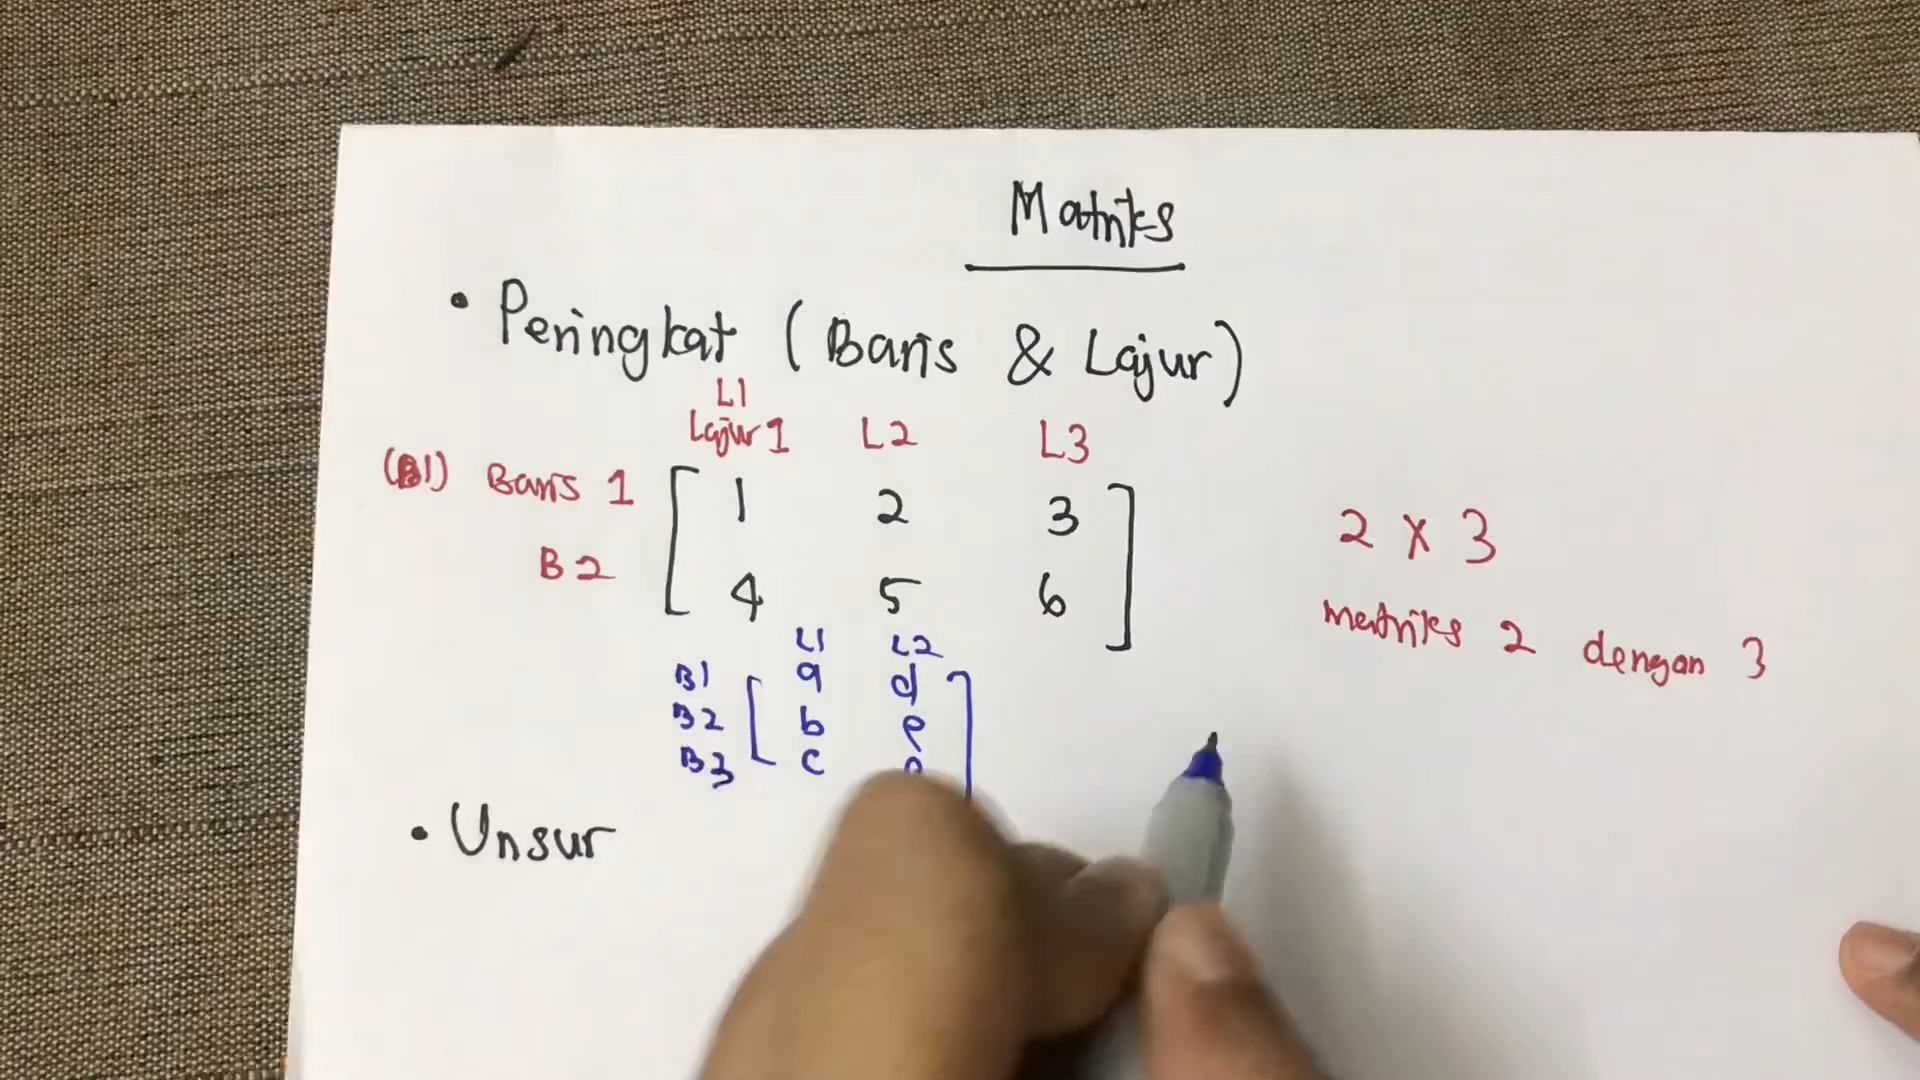 Matriks
• Peringkat (Baris & Lajur)
L1
Lajur 1 L2 L3
(B1) Baris 1 [ 1 2 3 ]
2 x 3
B2 4 5 6
matriks 2 dengan 3
L1 L2
B1 [ a d ]
B2 b e
B3 c
• Unsur